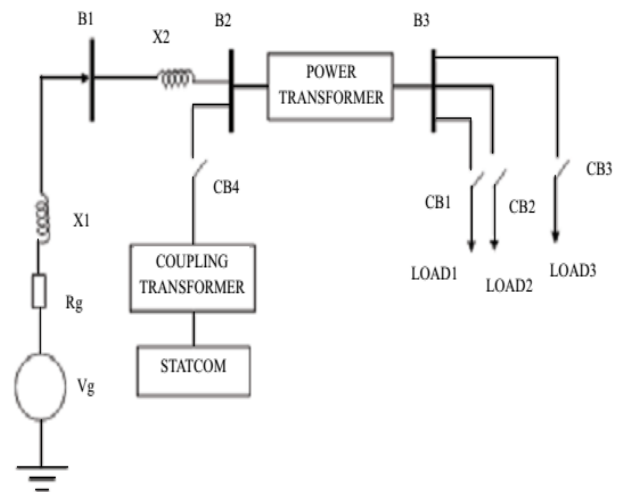 B1
X2
B2
B3
POWER
TRANSFORMER
CB4
CB1
CB2
CB3
X1
COUPLING
TRANSFORMER
LOAD1
LOAD2
LOAD3
Rg
STATCOM
Vg